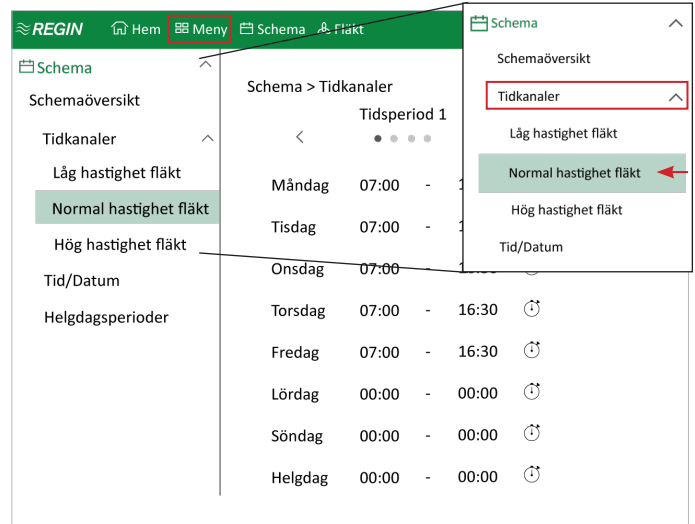 REGIN Hem Meny Schema Fläkt
Schema
Schemaöversikt
Tidkanaler
Låg hastighet fläkt
Normal hastighet fläkt
Hög hastighet fläkt
Tid/Datum
Helgdagsperioder
Schema > Tidkanaler
Tidsperiod 1
Måndag 07:00 -
Tisdag 07:00 -
Onsdag 07:00 -
Torsdag 07:00 - 16:30
Fredag 07:00 - 16:30
Lördag 00:00 - 00:00
Söndag 00:00 - 00:00
Helgdag 00:00 - 00:00
Schema
Schemaöversikt
Tidkanaler
Låg hastighet fläkt
Normal hastighet fläkt
Hög hastighet fläkt
Tid/Datum